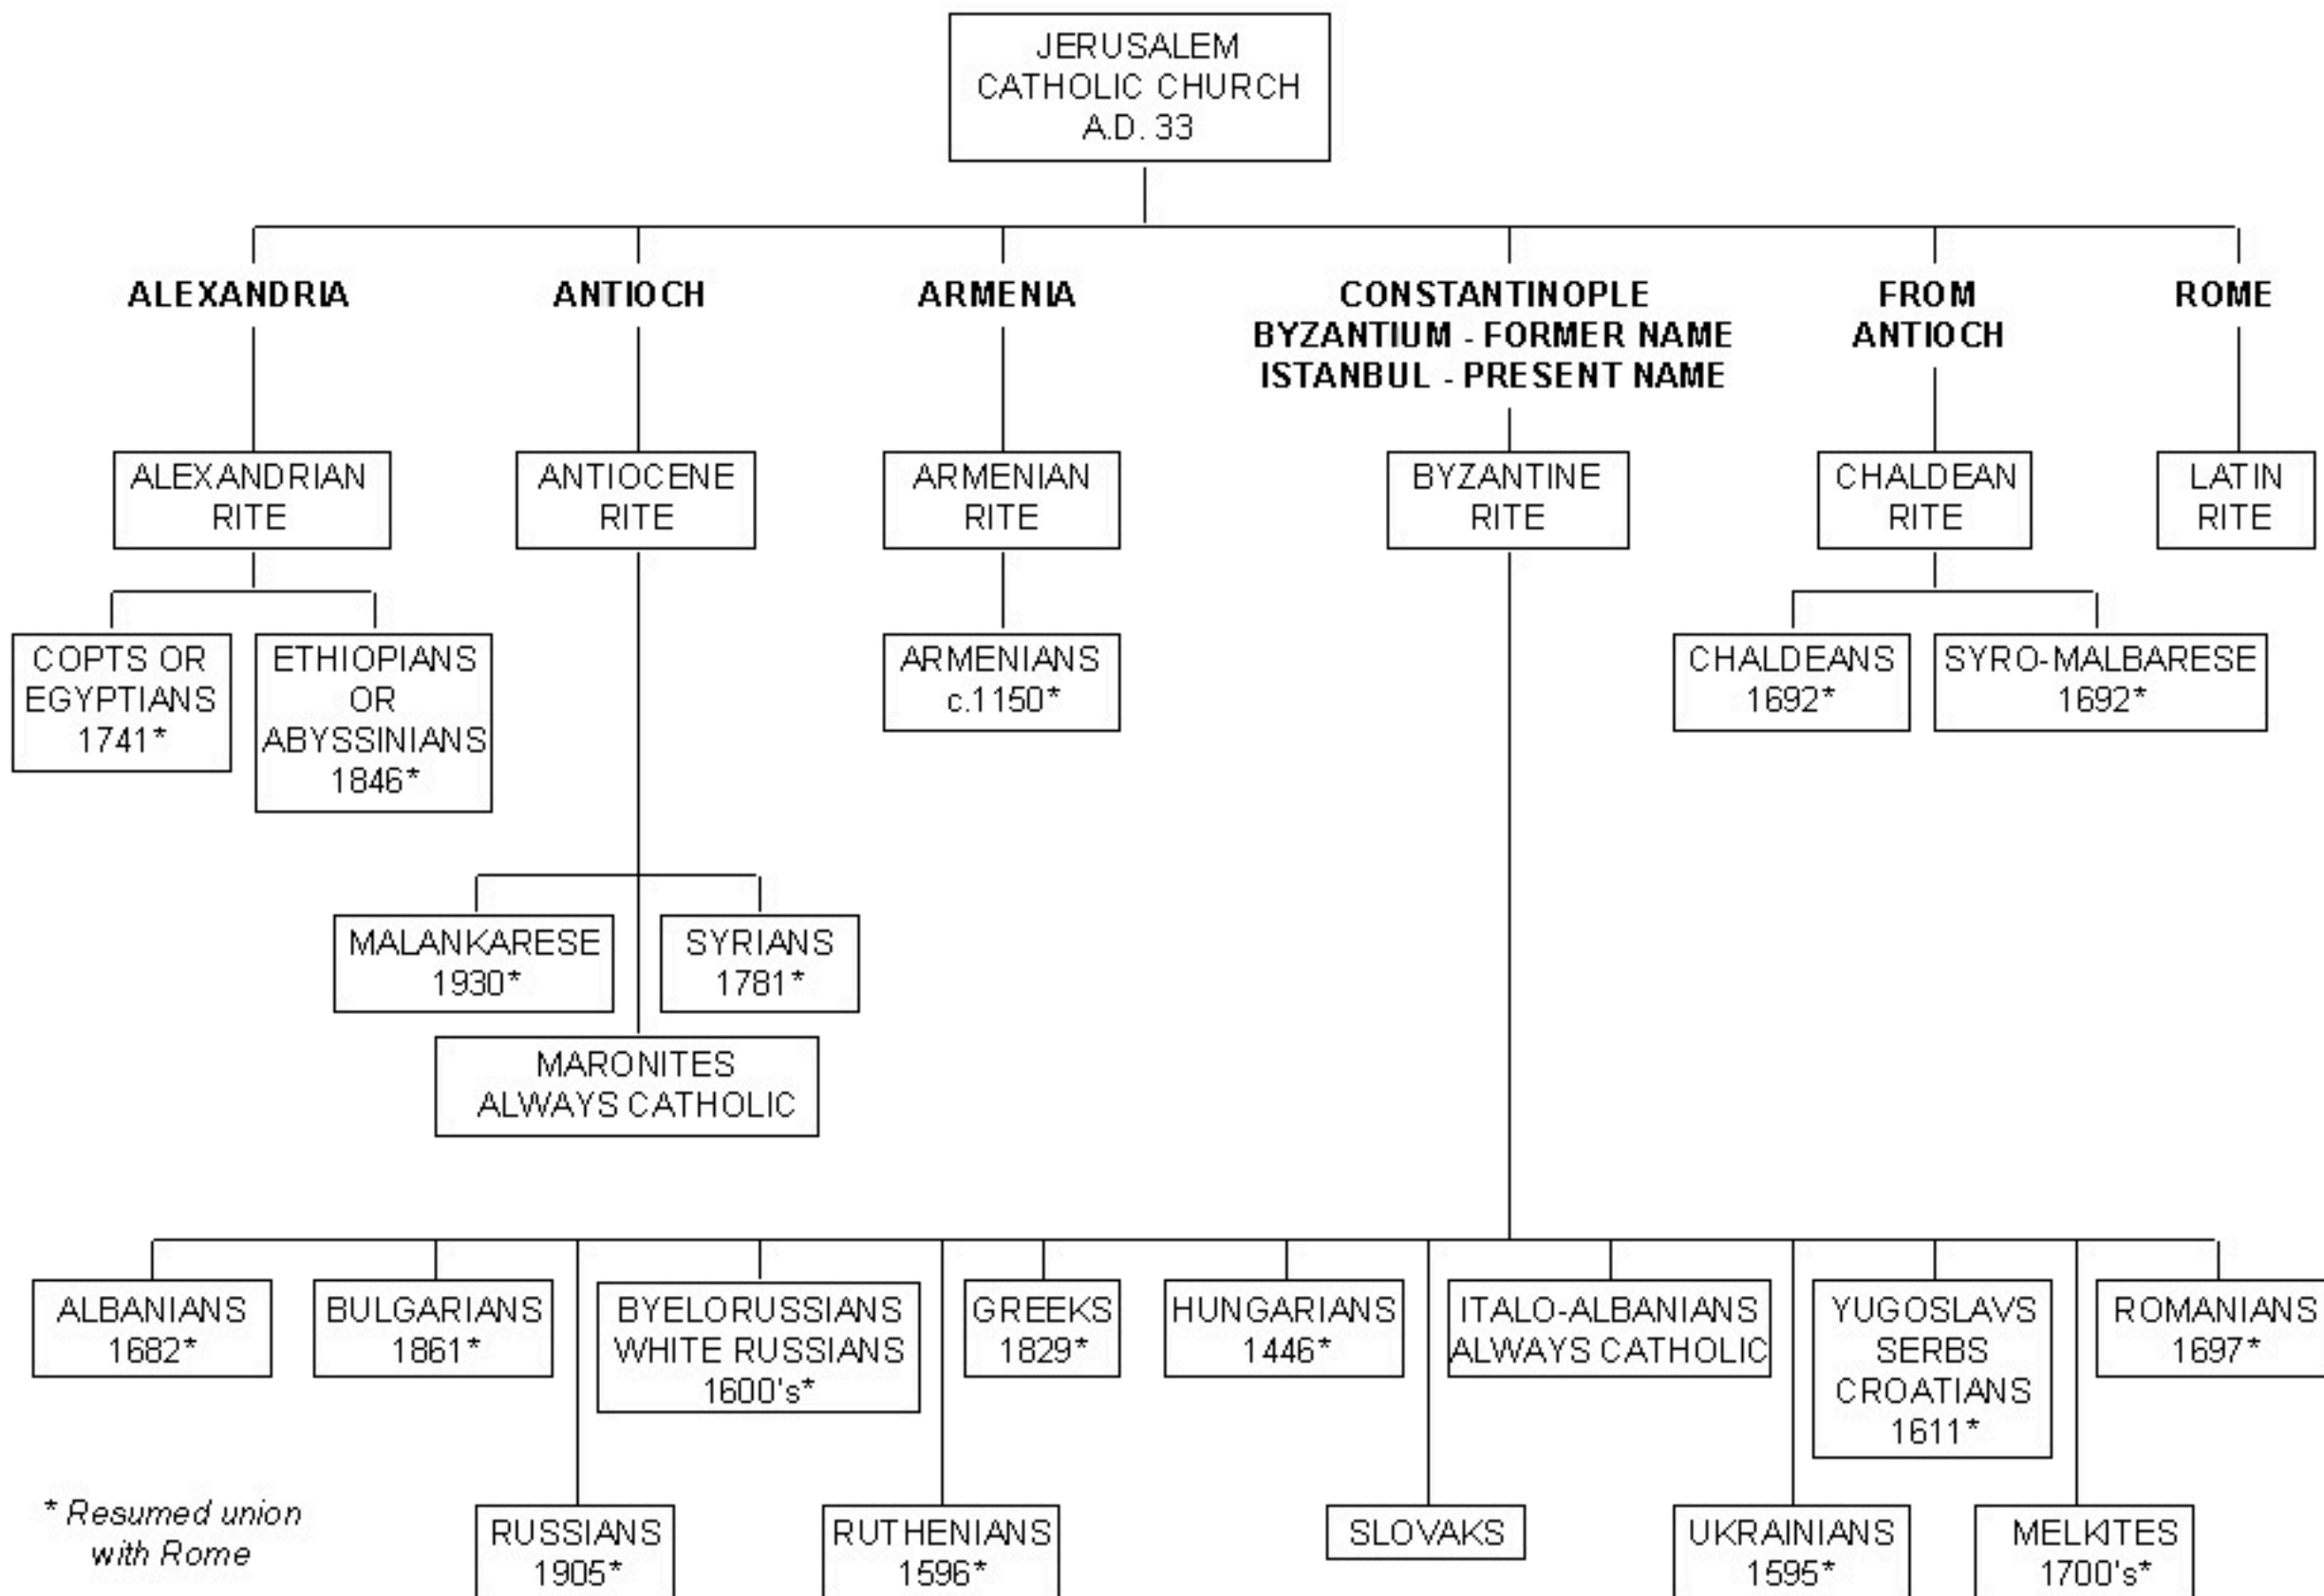 JERUSALEM
CATHOLIC CHURCH
A.D. 33
ALEXANDRIA
ANTIOCH
ARMENIA
CONSTANTINOPLE
BYZANTIUM - FORMER NAME
ISTANBUL - PRESENT NAME
FROM
ANTIOCH
ROME
ALEXANDRIAN
RITE
ANTIOCENE
RITE
ARMENIAN
RITE
BYZANTINE
RITE
CHALDEAN
RITE
LATIN
RITE
COPTS OR
EGYPTIANS
1741*
ETHIOPIANS
OR
ABYSSINIANS
1846*
ARMENIANS
c.1150*
CHALDEANS
1692*
SYRO-MALBARESE
1692*
MALANKARESE
1930*
SYRIANS
1781*
MARONITES
ALWAYS CATHOLIC
ALBANIANS
1682*
BULGARIANS
1861*
BYELORUSSIANS
WHITE RUSSIANS
1600's*
GREEKS
1829*
HUNGARIANS
1446*
ITALO-ALBANIANS
ALWAYS CATHOLIC
YUGOSLAVS
SERBS
CROATIANS
1611*
ROMANIANS
1697*
* Resumed union
with Rome
RUSSIANS
1905*
RUTHENIANS
1596*
SLOVAKS
UKRAINIANS
1595*
MELKITES
1700's*